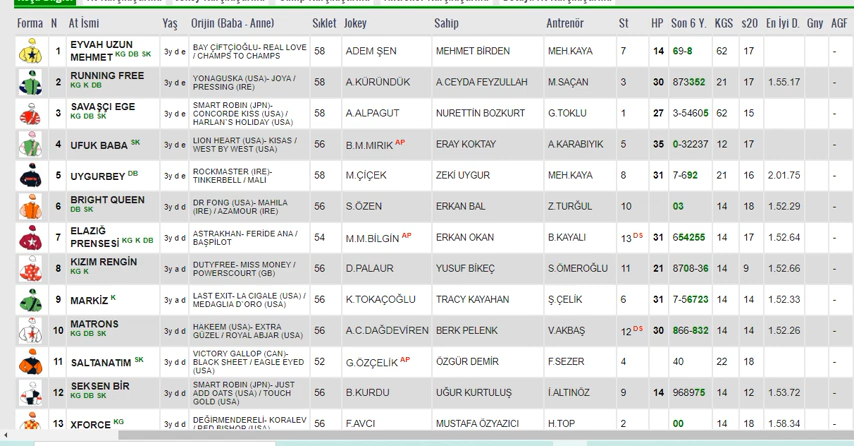 Forma N At İsmi Yaş Orijin (Baba - Anne) Sıklet Jokey Sahip Antrenör St HP Son 6 Y. KGS s20 En İyi D. Gny AGF
1 EYVAH UZUN MEHMET KG DB SK 3y d e BAY ÇİFTÇİOĞLU- REAL LOVE / CHAMPS TO CHAMPS 58 ADEM ŞEN MEHMET BİRDEN MEH.KAYA 7 14 69-8 62 17 -
2 RUNNING FREE KG K DB 3y d e YONAGUSKA (USA)- JOYA / PRESSING (IRE) 58 A.KÜRÜNDÜK A.CEYDA FEYZULLAH M.SAÇAN 3 30 873352 21 17 1.55.17 -
3 SAVAŞÇI EGE KG DB SK 3y d e SMART ROBIN (JPN)- CONCORDE KISS (USA) / HARLAN`S HOLIDAY (USA) 58 A.ALPAGUT NURETTİN BOZKURT G.TOKLU 1 27 3-54605 62 15 -
4 UFUK BABA SK 3y d e LION HEART (USA)- KISAS / WEST BY WEST (USA) 56 B.M.MIRIK AP ERAY KOKTAY A.KARABIYIK 5 35 0-32237 12 17 -
5 UYGURBEY DB 3y d e ROCKMASTER (IRE)- TINKERBELL / MALI 58 M.ÇİÇEK ZEKİ UYGUR MEH.KAYA 8 31 7-692 21 16 2.01.75 -
6 BRIGHT QUEEN DB SK 3y d d DR FONG (USA)- MAHILA (IRE) / AZAMOUR (IRE) 56 S.ÖZEN ERKAN BAL Z.TURĞUL 10 03 14 18 1.52.29 -
7 ELAZIĞ PRENSESİ KG K DB 3y d d ASTRAKHAN- FERİDE ANA / BAŞPİLOT 54 M.M.BİLGİN AP ERKAN OKAN B.KAYALI 13 DS 31 654255 14 17 1.52.64 -
8 KIZIM RENGİN KG K 3y a d DUTYFREE- MISS MONEY / POWERSCOURT (GB) 56 D.PALAUR YUSUF BİKEÇ S.ÖMEROĞLU 11 21 8708-36 14 9 1.52.66 -
9 MARKİZ K 3y a d LAST EXIT- LA CIGALE (USA) / MEDAGLIA D`ORO (USA) 56 K.TOKAÇOĞLU TRACY KAYAHAN Ş.ÇELİK 6 31 7-56723 14 14 1.52.33 -
10 MATRONS KG DB SK 3y d d HAKEEM (USA)- EXTRA GÜZEL / ROYAL ABJAR (USA) 56 A.C.DAĞDEVİREN BERK PELENK V.AKBAŞ 12 DS 30 866-832 14 14 1.52.26 -
11 SALTANATIM SK 3y d d VICTORY GALLOP (CAN)- BLACK SHEET / EAGLE EYED (USA) 52 G.ÖZÇELİK AP ÖZGÜR DEMİR F.SEZER 4 40 22 18 -
12 SEKSEN BİR KG DB SK 3y d d SMART ROBIN (JPN)- JUST ADD OATS (USA) / TOUCH GOLD (USA) 56 B.KURDU UĞUR KURTULUŞ İ.ALTINÖZ 9 14 968975 14 12 1.53.72 -
13 XFORCE KG 3y d d DEĞİRMENDERELİ- KORALEV / RED BISHOP (USA) 56 F.AVCI MUSTAFA ÖZYAZICI H.TOP 2 00 14 18 1.58.34 -